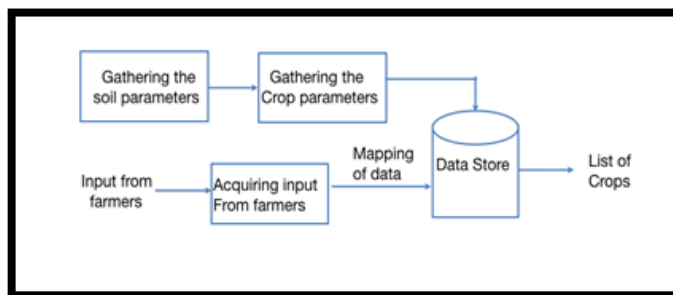 Gathering the
soil parameters
Gathering the
Crop parameters
Input from
farmers
Acquiring input
From farmers
Mapping
of data
Data Store
List of
Crops